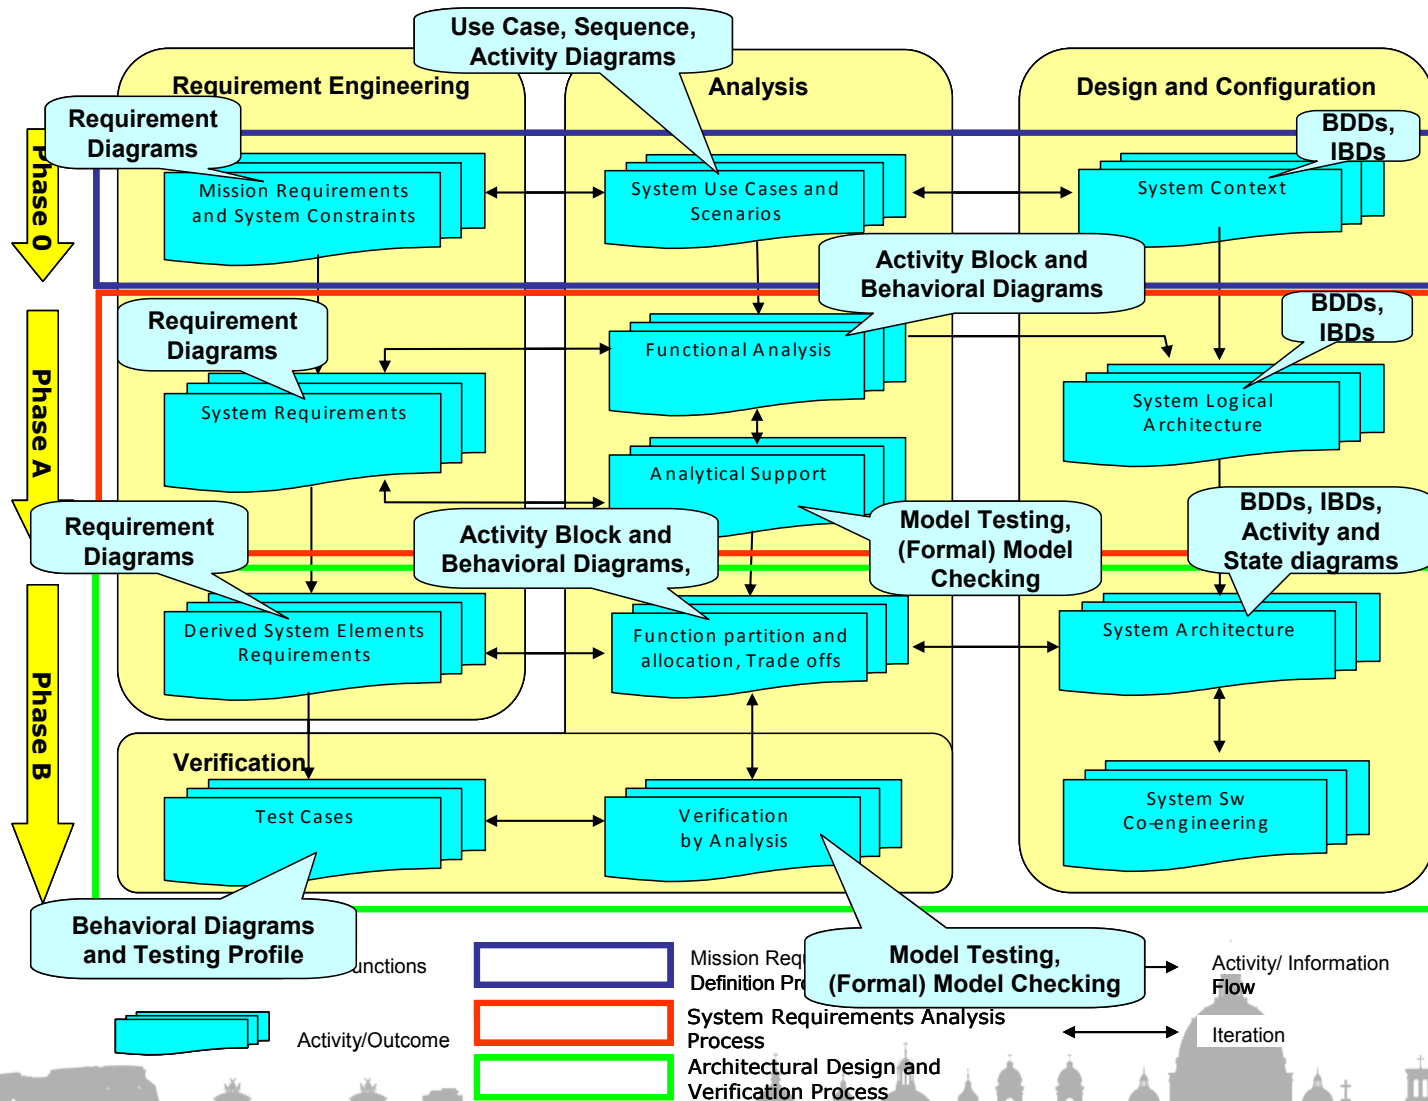 Use Case, Sequence,
Activity Diagrams
Requirement Engineering
Analysis
Design and Configuration
Requirement
Diagrams
BDDs,
IBDs
Phase 0
Mission Requirements
and System Constraints
System Use Cases and
Scenarios
System Context
Activity Block and
Behavioral Diagrams
Requirement
Diagrams
BDDs,
IBDs
Phase A
Functional Analysis
System Requirements
System Logical
Architecture
Analytical Support
Requirement
Diagrams
Activity Block and
Behavioral Diagrams,
Model Testing,
(Formal) Model
Checking
BDDs, IBDs,
Activity and
State diagrams
Phase B
Derived System Elements
Requirements
Function partition and
allocation, Trade offs
System Architecture
Verification
Test Cases
Verification
by Analysis
System Sw
Co-engineering
Behavioral Diagrams
and Testing Profile
Mission
Definition
Model Testing,
(Formal) Model Checking
Activity/ Information
Flow
Activity/Outcome
System Requirements Analysis
Process
Iteration
Architectural Design and
Verification Process